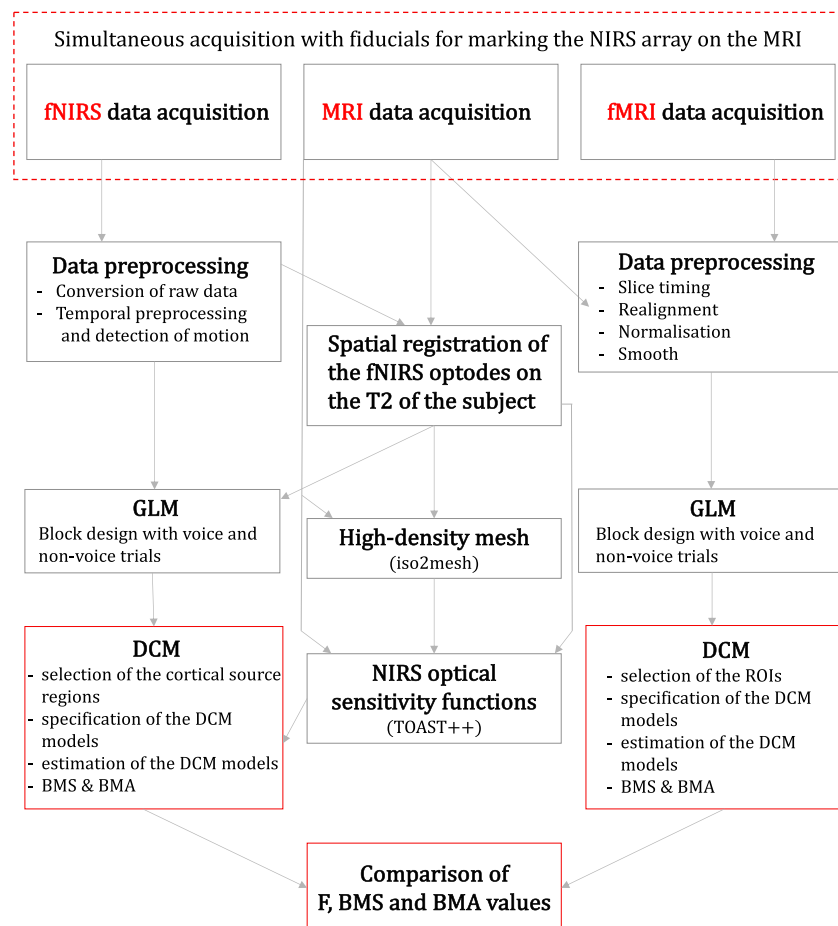 Simultaneous acquisition with fiducials for marking the NIRS array on the MRI
fNIRS data acquisition
MRI data acquisition
fMRI data acquisition
Data preprocessing
- Conversion of raw data
- Temporal preprocessing
and detection of motion
Data preprocessing
- Slice timing
- Realignment
- Normalisation
- Smooth
Spatial registration of
the fNIRS optodes on
the T2 of the subject
GLM
Block design with voice and
non-voice trials
High-density mesh
(iso2mesh)
GLM
Block design with voice and
non-voice trials
DCM
- selection of the cortical source
regions
- specification of the DCM
models
- estimation of the DCM models
- BMS & BMA
NIRS optical
sensitivity functions
(TOAST++)
DCM
- selection of the ROIs
- specification of the DCM
models
- estimation of the DCM
models
- BMS & BMA
Comparison of
F, BMS and BMA values